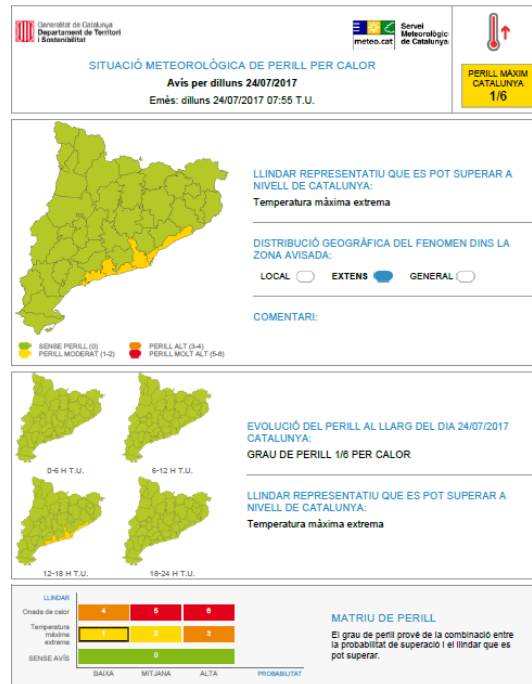 Generalitat de Catalunya
Departament de Territori
i Sostenibilitat
meteo.cat
Servei
Meteorològic
de Catalunya
SITUACIÓ METEOROLÒGICA DE PERILL PER CALOR
Avís per dilluns 24/07/2017
Emès: dilluns 24/07/2017 07:55 T.U.
PERILL MÀXIM
CATALUNYA
1/6
LLINDAR REPRESENTATIU QUE ES POT SUPERAR A
NIVELL DE CATALUNYA:
Temperatura màxima extrema
DISTRIBUCIÓ GEOGRÀFICA DEL FENOMEN DINS LA
ZONA AVISADA:
LOCAL EXTENS GENERAL
COMENTARI:
SENSE PERILL (0) PERILL ALT (3-4)
PERILL MODERAT (1-2) PERILL MOLT ALT (5-6)
0-6 H T.U. 6-12 H T.U.
12-18 H T.U. 18-24 H T.U.
EVOLUCIÓ DEL PERILL AL LLARG DEL DIA 24/07/2017
CATALUNYA:
GRAU DE PERILL 1/6 PER CALOR
LLINDAR REPRESENTATIU QUE ES POT SUPERAR A
NIVELL DE CATALUNYA:
Temperatura màxima extrema
LLINDAR
Onada de calor 4 5 6
Temperatura
màxima
extrema
1 2 3
SENSE AVÍS 0
BAIXA MITJANA ALTA PROBABILITAT
MATRIU DE PERILL
El grau de perill prové de la combinació entre
la probabilitat de superació i el llindar que es
pot superar.